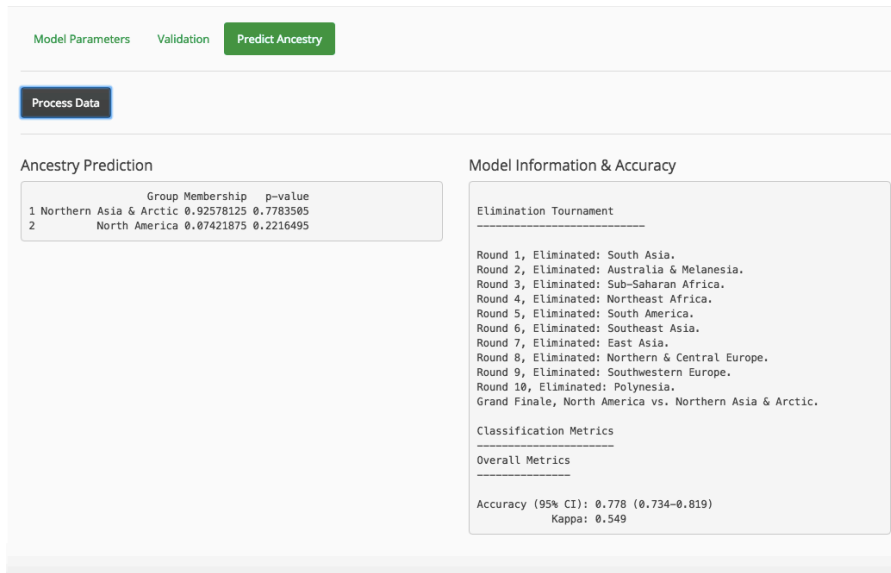 Model Parameters Validation Predict Ancestry
Process Data
Ancestry Prediction
Group Membership p-value
1 Northern Asia & Arctic 0.92578125 0.7783505
2 North America 0.07421875 0.2216495
Model Information & Accuracy
Elimination Tournament
---------------------------
Round 1, Eliminated: South Asia.
Round 2, Eliminated: Australia & Melanesia.
Round 3, Eliminated: Sub-Saharan Africa.
Round 4, Eliminated: Northeast Africa.
Round 5, Eliminated: South America.
Round 6, Eliminated: Southeast Asia.
Round 7, Eliminated: East Asia.
Round 8, Eliminated: Northern & Central Europe.
Round 9, Eliminated: Southwestern Europe.
Round 10, Eliminated: Polynesia.
Grand Finale, North America vs. Northern Asia & Arctic.
Classification Metrics
----------------------
Overall Metrics
---------------
Accuracy (95% CI): 0.778 (0.734-0.819)
Kappa: 0.549